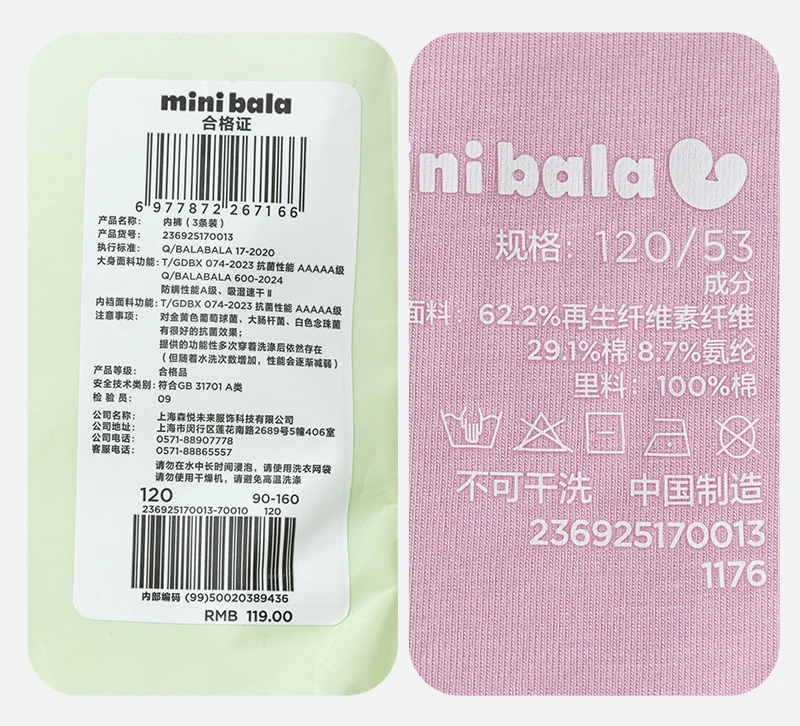 mini bala
合格证
6 977872 267166
产品名称： 内裤（3条装）
产品货号： 236925170013
执行标准： Q/BALABALA 17-2020
大身面料功能：T/GDBX 074-2023 抗菌性能 AAAAA级
Q/BALABALA 600-2024
防螨性能A级、吸湿速干Ⅱ
内裆面料功能：T/GDBX 074-2023 抗菌性能 AAAAA级
注意事项： 对金黄色葡萄球菌、大肠杆菌、白色念珠菌
有很好的抗菌效果；
提供的功能性多次穿着洗涤后依然存在
（但随着水洗次数增加，性能会逐渐减弱）
产品等级： 合格品
安全技术类别：符合GB 31701 A类
检 验 员： 09
公司名称： 上海森悦未来服饰科技有限公司
公司地址： 上海市闵行区莲花南路2689号5幢406室
公司电话： 0571-88907778
客服电话： 0571-88865557
请勿在水中长时间浸泡，请使用洗衣网袋
请勿使用干燥机，请避免高温洗涤
120 90-160
236925170013-70010 120
内部编码 (99)50020389436
RMB 119.00
ni bala
规格：120/53
成分
面料：62.2%再生纤维素纤维
29.1%棉 8.7%氨纶
里料：100%棉
不可干洗 中国制造
236925170013
1176